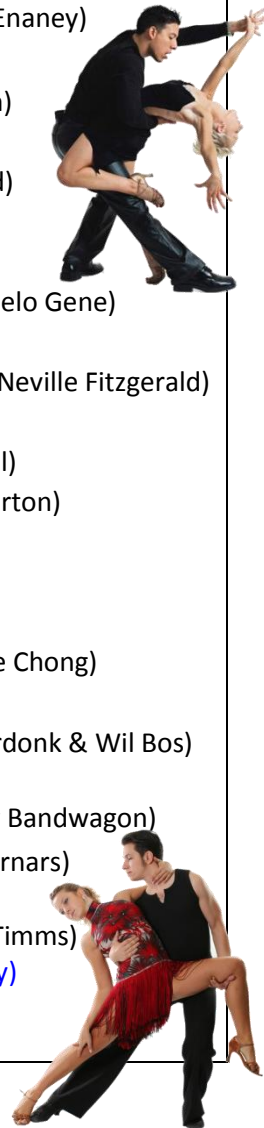 Enaney)
)
d)
elo Gene)
Neville Fitzgerald)
l)
rton)
e Chong)
rdonk & Wil Bos)
Bandwagon)
rnars)
Timms)
y)